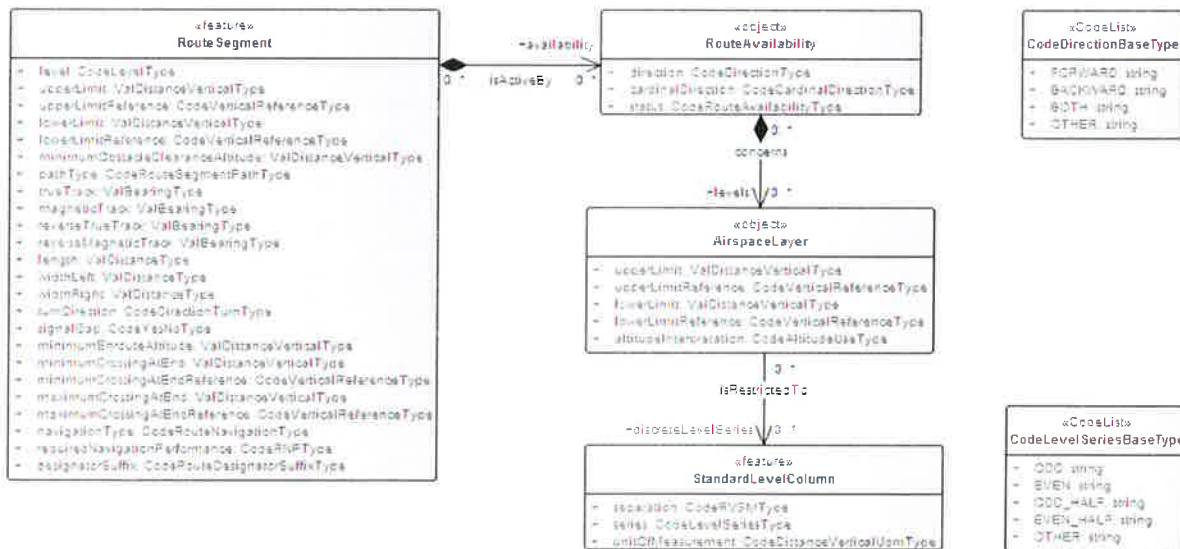 «feature»
RouteSegment
+ level: CodeLevelType
+ upperLimit: ValDistanceVerticalType
+ upperLimitReference: CodeVerticalReferenceType
+ lowerLimit: ValDistanceVerticalType
+ lowerLimitReference: CodeVerticalReferenceType
+ minimumObstacleClearanceAltitude: ValDistanceVerticalType
+ pathType: CodeRouteSegmentPathType
+ trueTrack: ValBearingType
+ magneticTrack: ValBearingType
+ reverseTrueTrack: ValBearingType
+ reverseMagneticTrack: ValBearingType
+ length: ValDistanceType
+ widthLeft: ValDistanceType
+ widthRight: ValDistanceType
+ turnDirection: CodeDirectionTurnType
+ signalGap: CodeYesNoType
+ minimumEnrouteAltitude: ValDistanceVerticalType
+ minimumCrossingAtEnd: ValDistanceVerticalType
+ minimumCrossingAtEndReference: CodeVerticalReferenceType
+ maximumCrossingAtEnd: ValDistanceVerticalType
+ maximumCrossingAtEndReference: CodeVerticalReferenceType
+ navigationType: CodeRouteNavigationType
+ requiredNavigationPerformance: CodeRNPType
+ designatorSuffix: CodeRouteDesignatorSuffixType
+availability
0..*
isActiveBy
0..*
«object»
RouteAvailability
+ direction: CodeDirectionType
+ cardinalDirection: CodeCardinalDirectionType
+ status: CodeRouteAvailabilityType
0..*
concerns
+levels
0..*
«object»
AirspaceLayer
+ upperLimit: ValDistanceVerticalType
+ upperLimitReference: CodeVerticalReferenceType
+ lowerLimit: ValDistanceVerticalType
+ lowerLimitReference: CodeVerticalReferenceType
+ altitudeInterpretation: CodeAltitudeUseType
0..*
isRestrictedTo
+discreteLevelSeries
0..*
«feature»
StandardLevelColumn
+ separation: CodeRVSMType
+ series: CodeLevelSeriesType
+ unitOfMeasurement: CodeDistanceVerticalUomType
«CodeList»
CodeDirectionBaseType
+ FORWARD: string
+ BACKWARD: string
+ BOTH: string
+ OTHER: string
«CodeList»
CodeLevelSeriesBaseType
+ ODD: string
+ EVEN: string
+ ODD_HALF: string
+ EVEN_HALF: string
+ OTHER: string